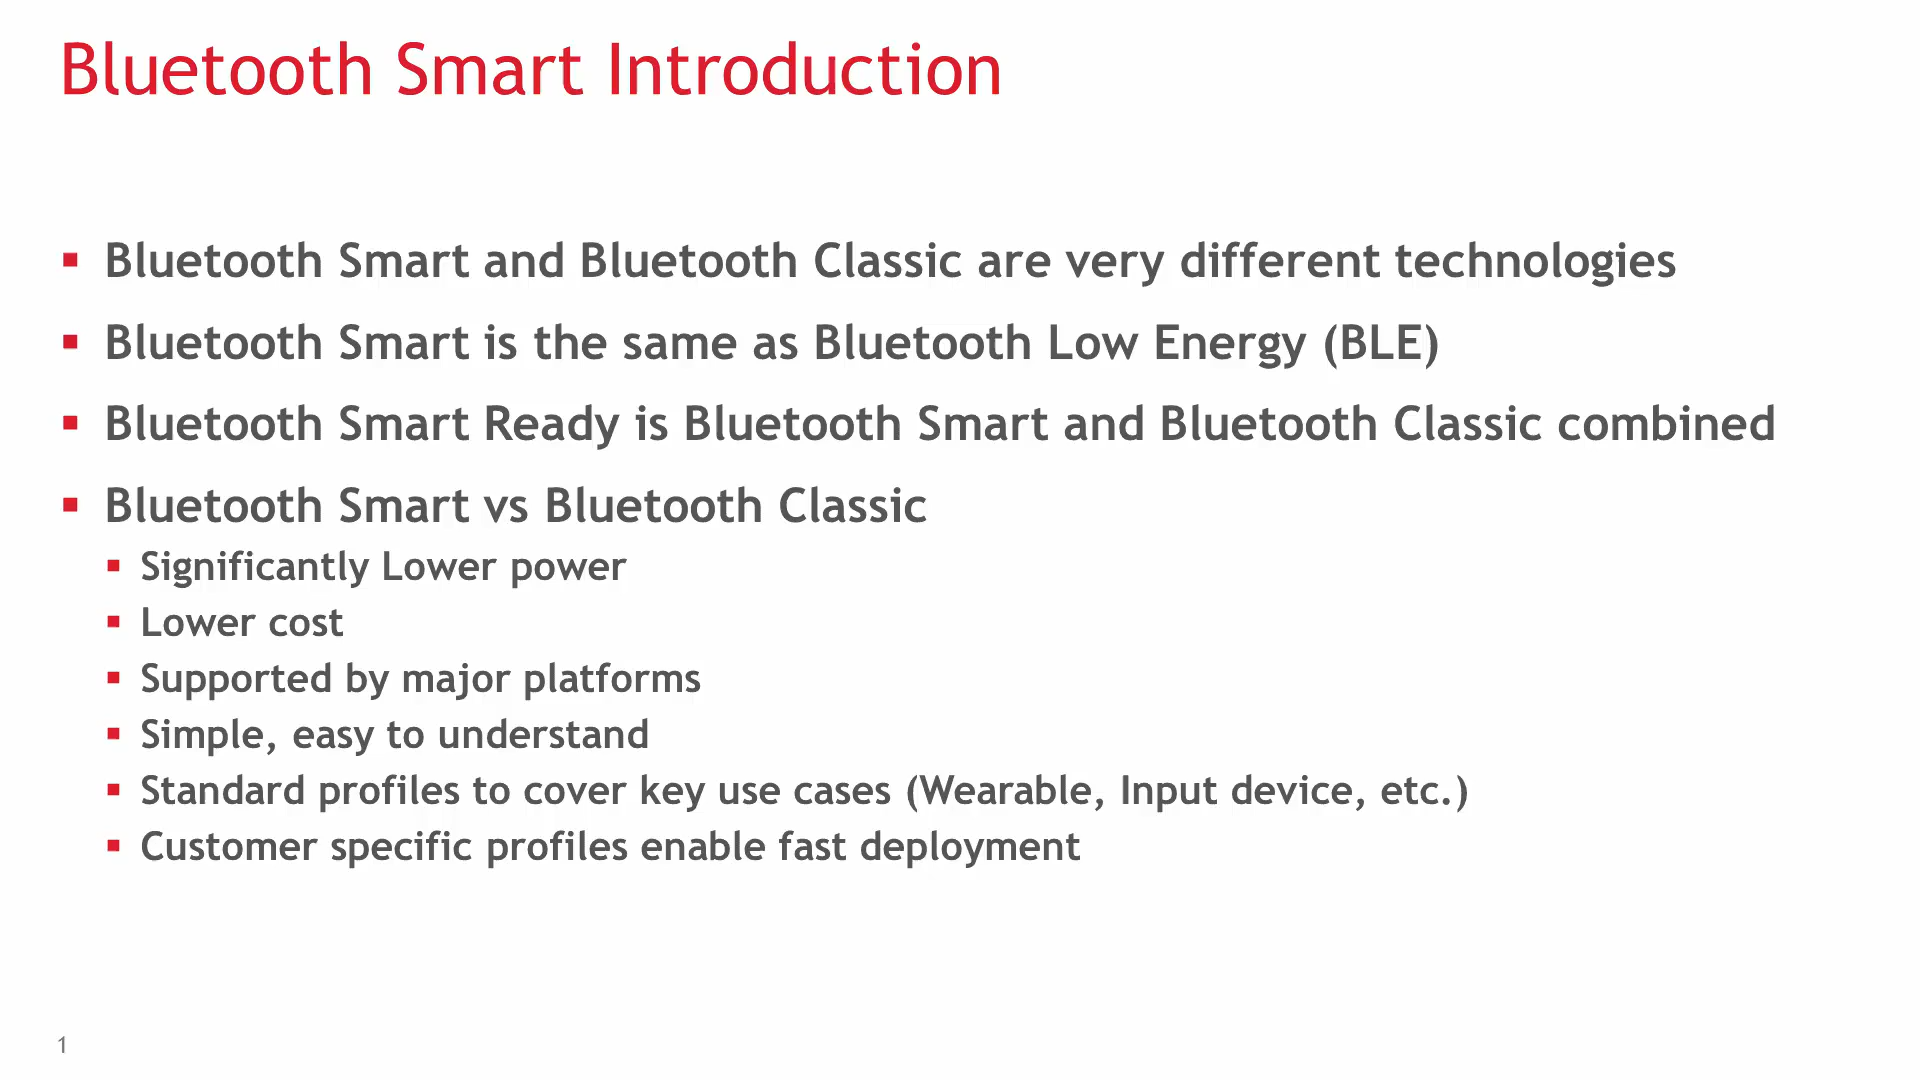 Bluetooth Smart Introduction
Bluetooth Smart and Bluetooth Classic are very different technologies
Bluetooth Smart is the same as Bluetooth Low Energy (BLE)
Bluetooth Smart Ready is Bluetooth Smart and Bluetooth Classic combined
Bluetooth Smart vs Bluetooth Classic
Significantly Lower power
Lower cost
Supported by major platforms
Simple, easy to understand
Standard profiles to cover key use cases (Wearable, Input device, etc.)
Customer specific profiles enable fast deployment
1